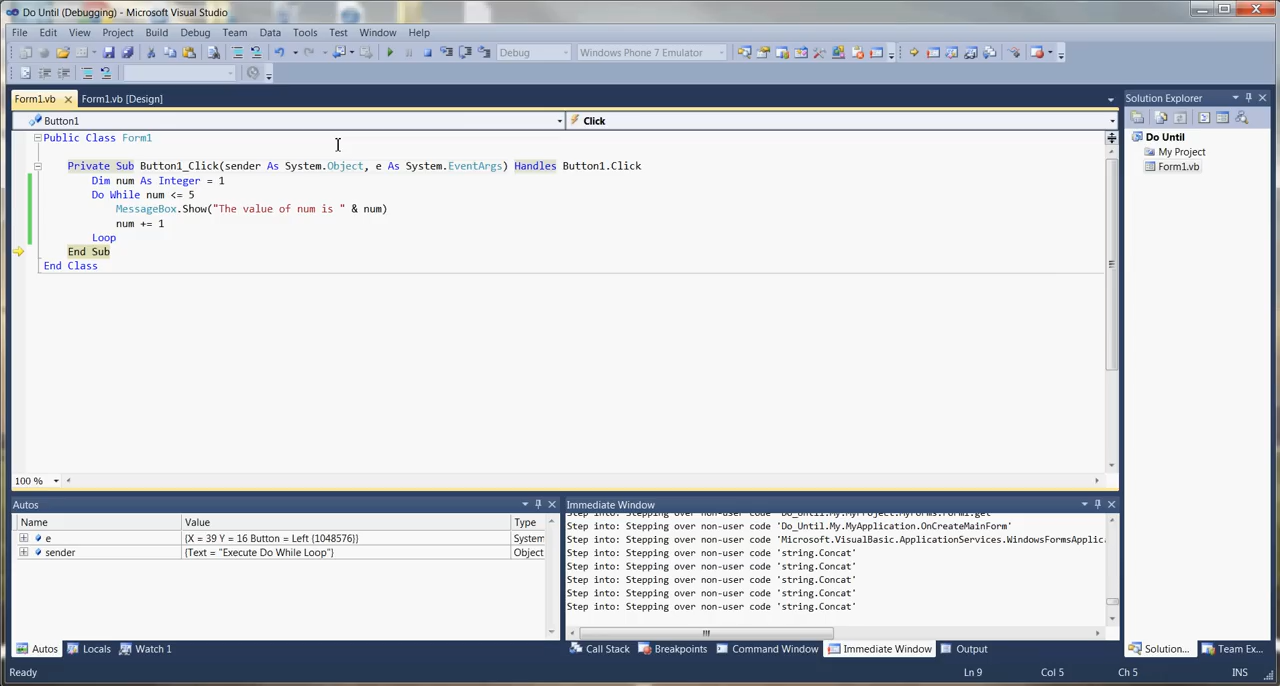 Do Until (Debugging) - Microsoft Visual Studio
File Edit View Project Build Debug Team Data Tools Test Window Help
Debug Windows Phone 7 Emulator
Form1.vb Form1.vb [Design]
Solution Explorer
Button1 Click
Public Class Form1
Private Sub Button1_Click(sender As System.Object, e As System.EventArgs) Handles Button1.Click
Dim num As Integer = 1
Do While num <= 5
MessageBox.Show("The value of num is " & num)
num += 1
Loop
End Sub
End Class
Do Until
My Project
Form1.vb
100 %
Autos
Name Value Type
e {X = 39 Y = 16 Button = Left {1048576}} System
sender {Text = "Execute Do While Loop"} Object
Immediate Window
Step into: Stepping over non-user code 'Do_Until.My.MyProject.MyForms.Form1.get
Step into: Stepping over non-user code 'Do_Until.My.MyApplication.OnCreateMainForm'
Step into: Stepping over non-user code 'Microsoft.VisualBasic.ApplicationServices.WindowsFormsApplic
Step into: Stepping over non-user code 'string.Concat'
Step into: Stepping over non-user code 'string.Concat'
Step into: Stepping over non-user code 'string.Concat'
Step into: Stepping over non-user code 'string.Concat'
Step into: Stepping over non-user code 'string.Concat'
Autos Locals Watch 1
Call Stack Breakpoints Command Window Immediate Window Output
Solution... Team Ex...
Ready Ln 9 Col 5 Ch 5 INS